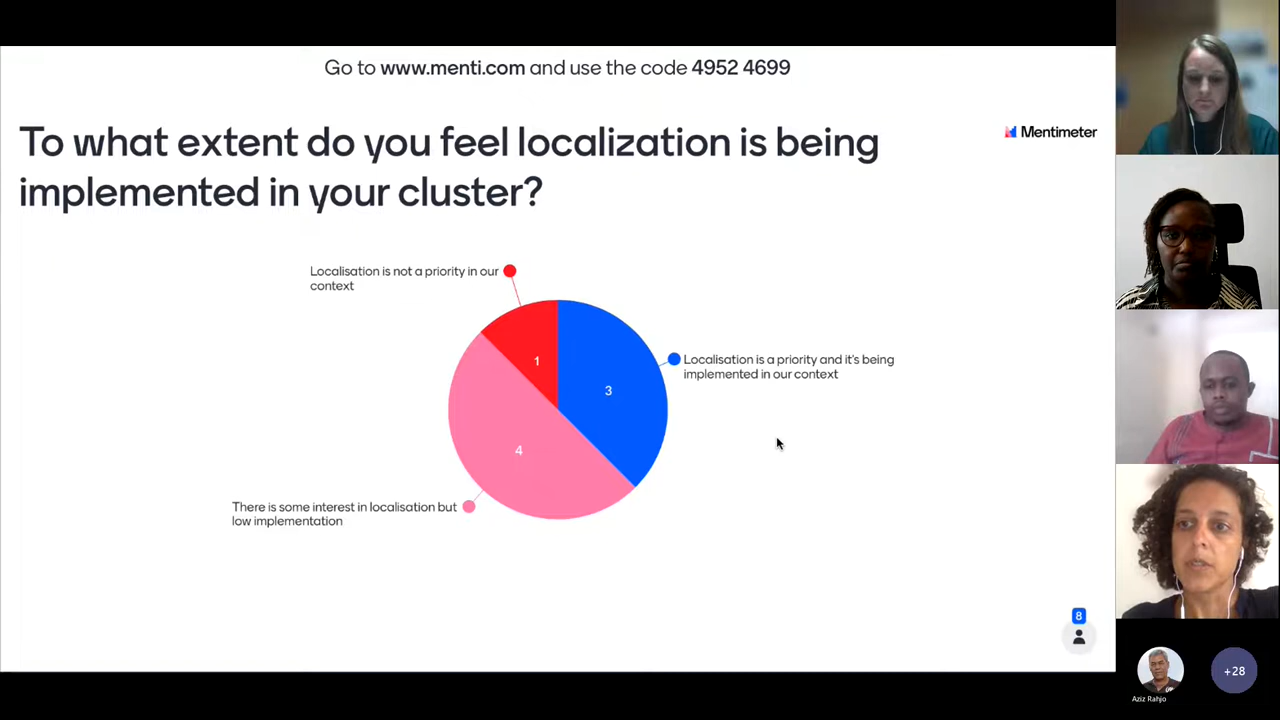 Go to www.menti.com and use the code 4952 4699
To what extent do you feel localization is being
implemented in your cluster?
Mentimeter
Localisation is not a priority in our
context
1
3
Localisation is a priority and it's being
implemented in our context
4
There is some interest in localisation but
low implementation
8
+28
Aziz Rahjo